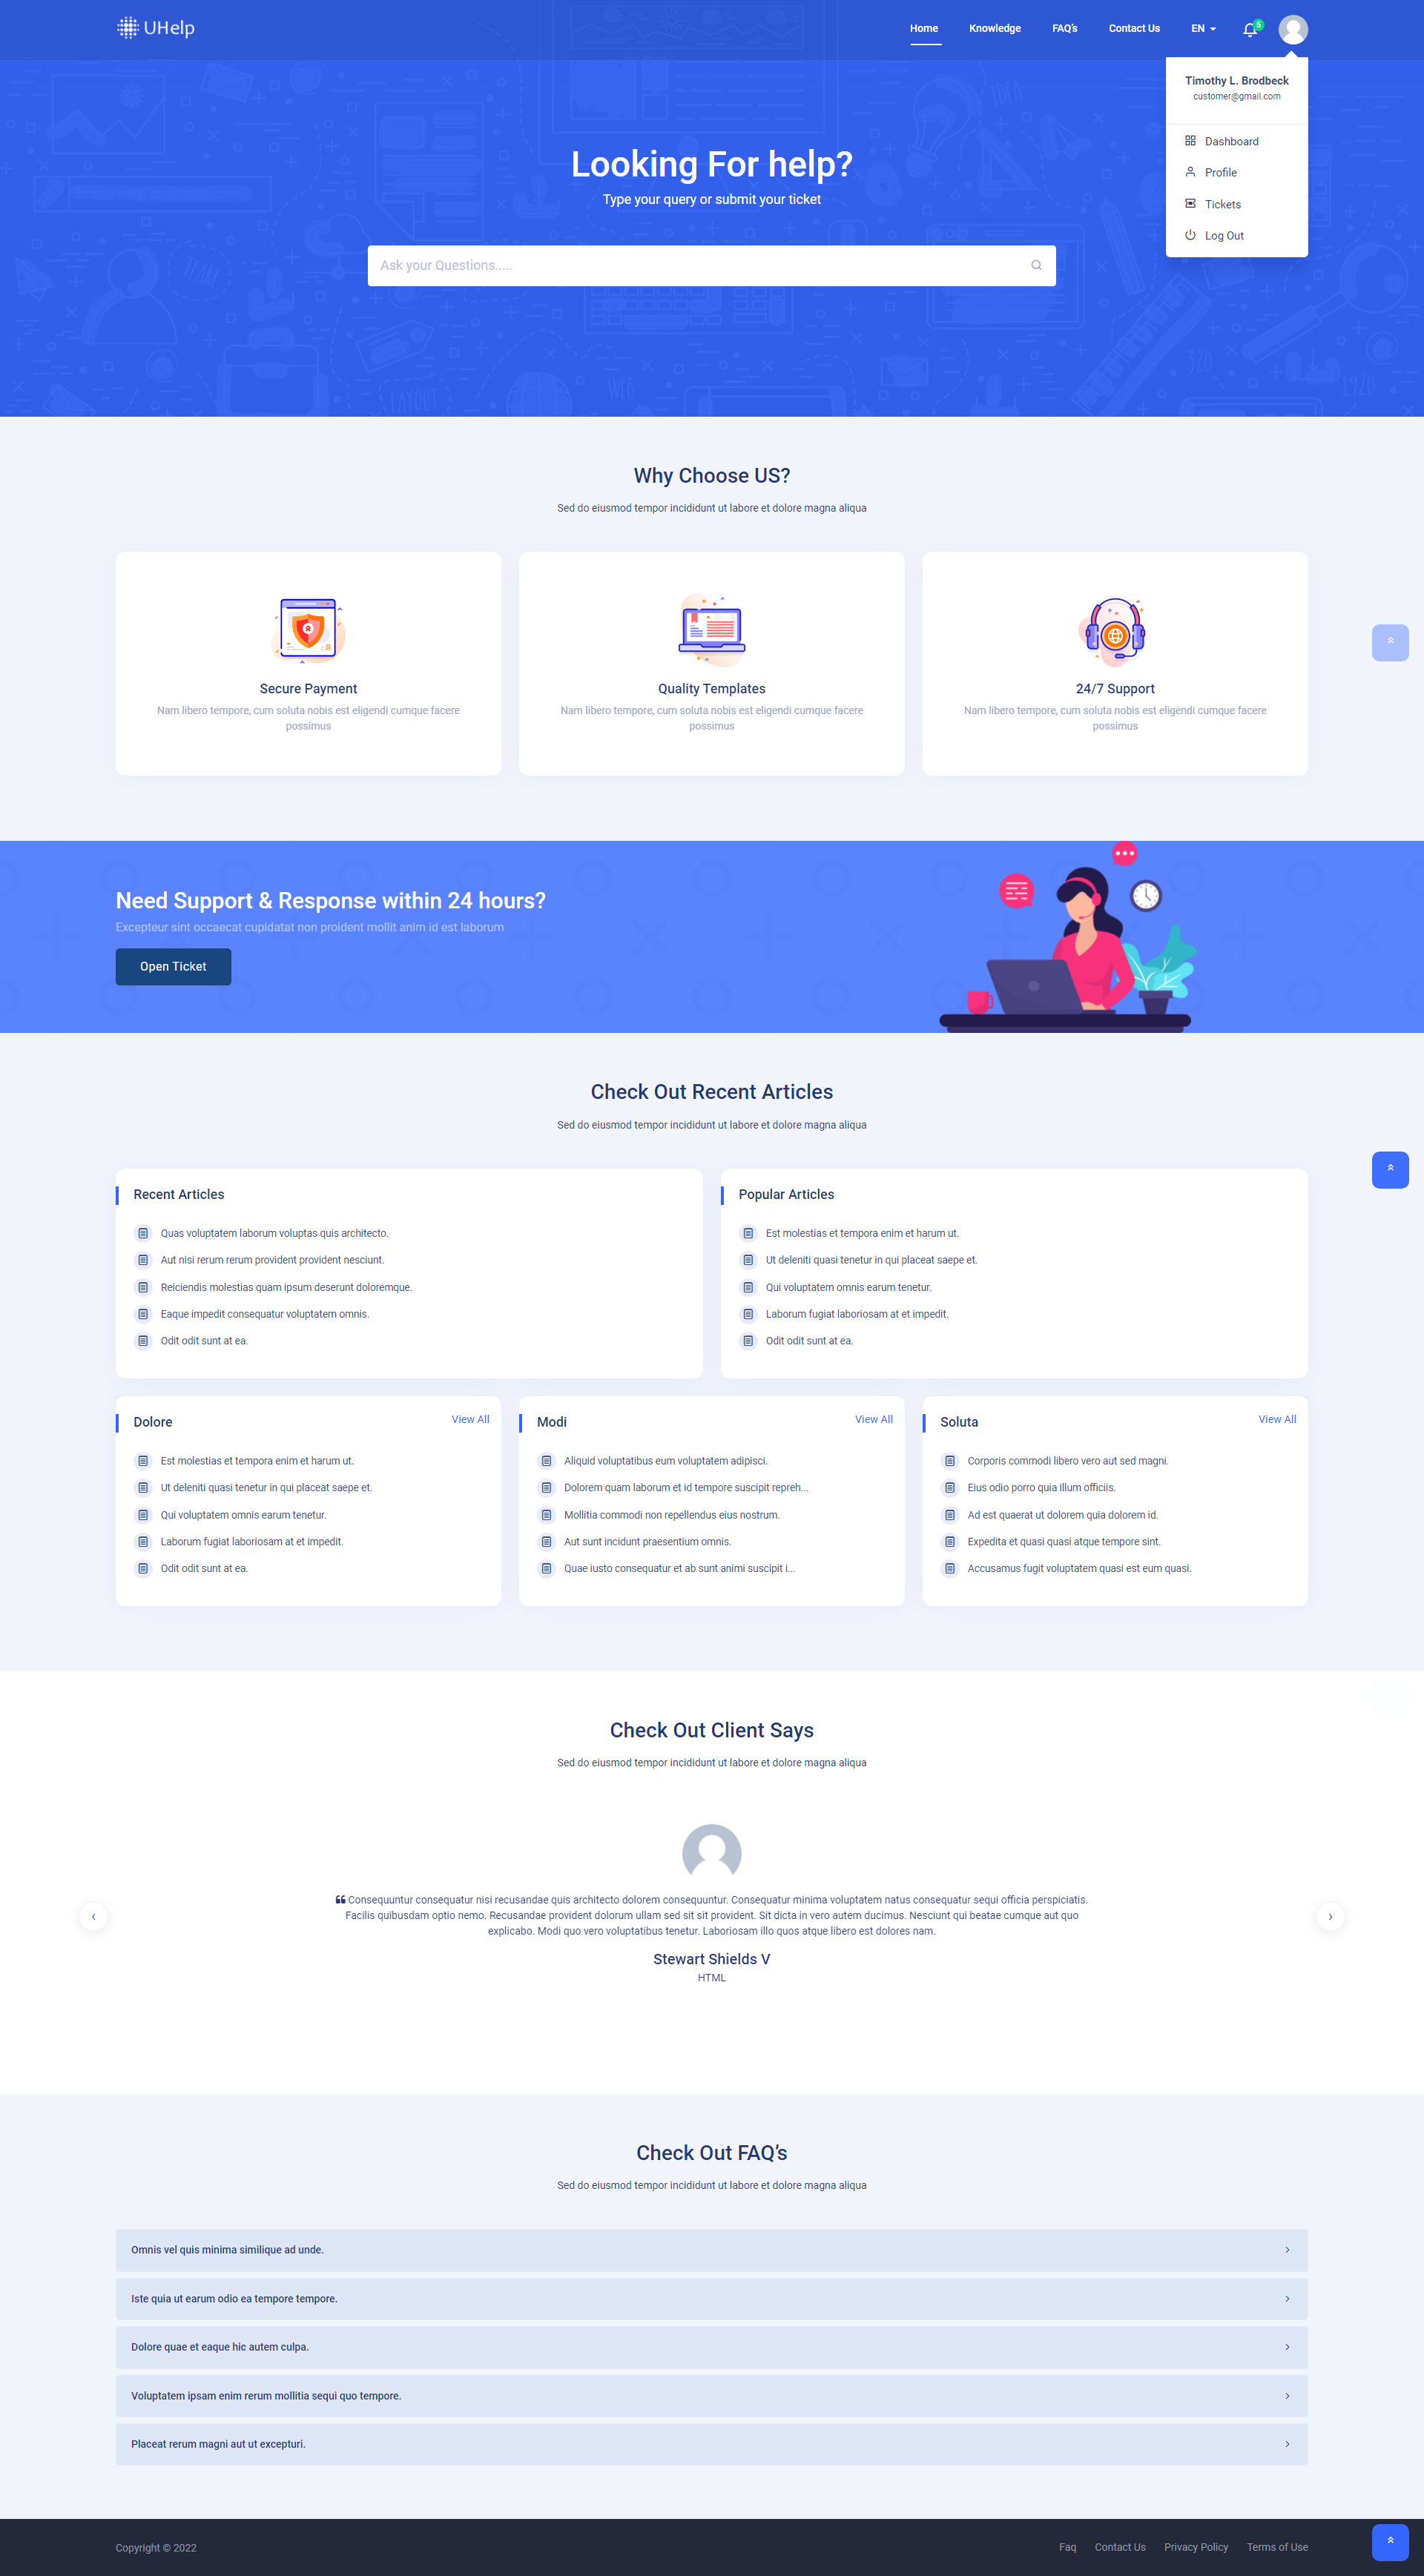 UHelp
Home
Knowledge
FAQ's
Contact Us
EN
5
Timothy L. Brodbeck
customer@gmail.com
Dashboard
Profile
Tickets
Log Out
Looking For help?
Type your query or submit your ticket
Ask your Questions.....
IDEA
TEAM
LAYOUT
WEB
320
1920
Why Choose US?
Sed do eiusmod tempor incididunt ut labore et dolore magna aliqua
Secure Payment
Nam libero tempore, cum soluta nobis est eligendi cumque facere
possimus
Quality Templates
Nam libero tempore, cum soluta nobis est eligendi cumque facere
possimus
24/7 Support
Nam libero tempore, cum soluta nobis est eligendi cumque facere
possimus
Need Support & Response within 24 hours?
Excepteur sint occaecat cupidatat non proident mollit anim id est laborum
Open Ticket
Check Out Recent Articles
Sed do eiusmod tempor incididunt ut labore et dolore magna aliqua
Recent Articles
Quas voluptatem laborum voluptas quis architecto.
Aut nisi rerum rerum provident provident nesciunt.
Reiciendis molestias quam ipsum deserunt doloremque.
Eaque impedit consequatur voluptatem omnis.
Odit odit sunt at ea.
Popular Articles
Est molestias et tempora enim et harum ut.
Ut deleniti quasi tenetur in qui placeat saepe et.
Qui voluptatem omnis earum tenetur.
Laborum fugiat laboriosam at et impedit.
Odit odit sunt at ea.
Dolore
View All
Est molestias et tempora enim et harum ut.
Ut deleniti quasi tenetur in qui placeat saepe et.
Qui voluptatem omnis earum tenetur.
Laborum fugiat laboriosam at et impedit.
Odit odit sunt at ea.
Modi
View All
Aliquid voluptatibus eum voluptatem adipisci.
Dolorem quam laborum et id tempore suscipit repreh...
Mollitia commodi non repellendus eius nostrum.
Aut sunt incidunt praesentium omnis.
Quae iusto consequatur et ab sunt animi suscipit i...
Soluta
View All
Corporis commodi libero vero aut sed magni.
Eius odio porro quia illum officiis.
Ad est quaerat ut dolorem quia dolorem id.
Expedita et quasi quasi atque tempore sint.
Accusamus fugit voluptatem quasi est eum quasi.
Check Out Client Says
Sed do eiusmod tempor incididunt ut labore et dolore magna aliqua
Consequuntur consequatur nisi recusandae quis architecto dolorem consequuntur. Consequatur minima voluptatem natus consequatur sequi officia perspiciatis.
Facilis quibusdam optio nemo. Recusandae provident dolorum ullam sed sit sit provident. Sit dicta in vero autem ducimus. Nesciunt qui beatae cumque aut quo
explicabo. Modi quo vero voluptatibus tenetur. Laboriosam illo quos atque libero est dolores nam.
Stewart Shields V
HTML
Check Out FAQ's
Sed do eiusmod tempor incididunt ut labore et dolore magna aliqua
Omnis vel quis minima similique ad unde.
Iste quia ut earum odio ea tempore tempore.
Dolore quae et eaque hic autem culpa.
Voluptatem ipsam enim rerum mollitia sequi quo tempore.
Placeat rerum magni aut ut excepturi.
Copyright © 2022
Faq
Contact Us
Privacy Policy
Terms of Use